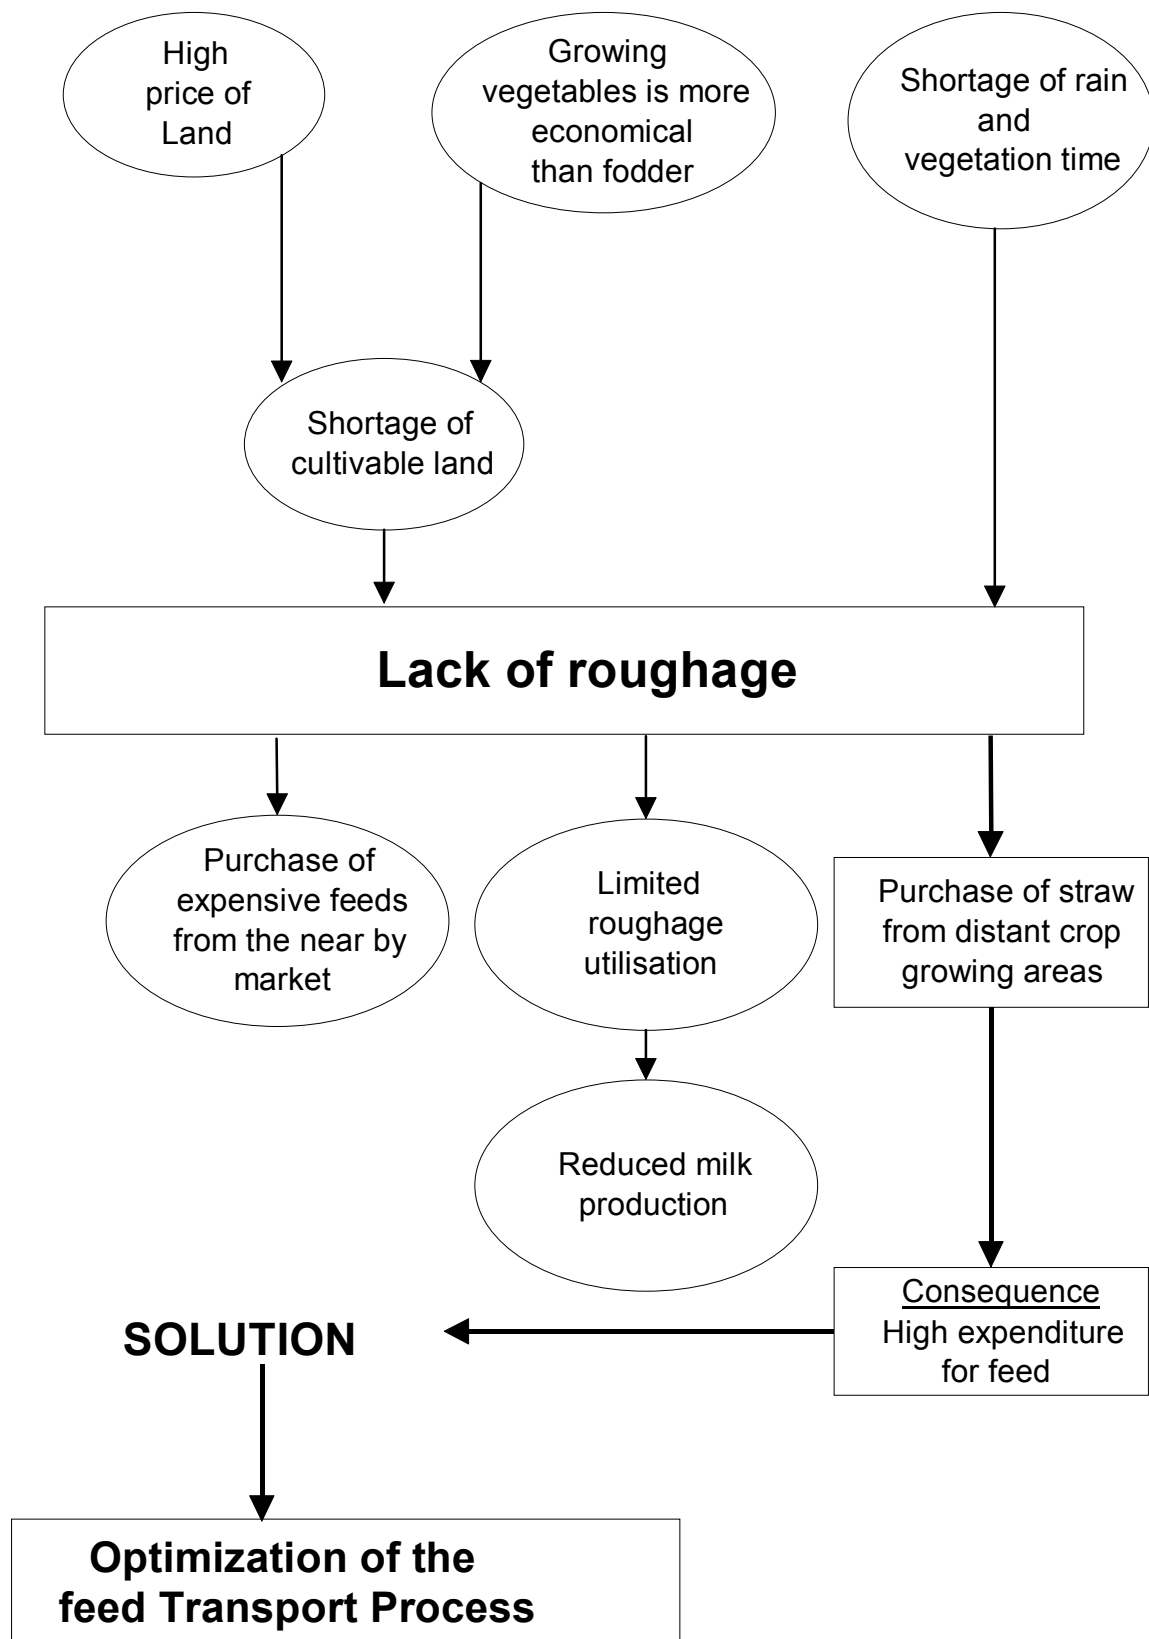 High
price of
Land
Growing
vegetables is more
economical
than fodder
Shortage of rain
and
vegetation time
Shortage of
cultivable land
Lack of roughage
Purchase of
expensive feeds
from the near by
market
Limited
roughage
utilisation
Purchase of straw
from distant crop
growing areas
Reduced milk
production
Consequence
High expenditure
for feed
SOLUTION
Optimization of the
feed Transport Process